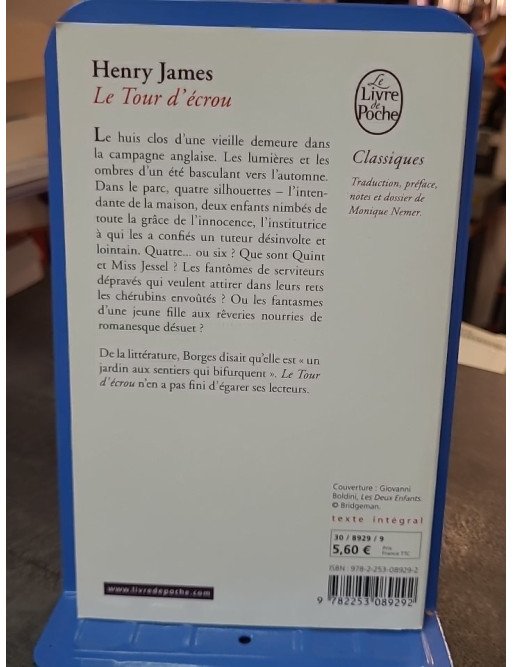 Henry James
Le Tour d'écrou
Le huis clos d'une vieille demeure dans
la campagne anglaise. Les lumières et les
ombres d'un été basculant vers l'automne.
Dans le parc, quatre silhouettes – l'inten-
dante de la maison, deux enfants nimbés de
toute la grâce de l'innocence, l'institutrice
à qui les a confiés un tuteur désinvolte et
lointain. Quatre... ou six ? Que sont Quint
et Miss Jessel ? Les fantômes de serviteurs
dépravés qui veulent attirer dans leurs rets
les chérubins envoûtés ? Ou les fantasmes
d'une jeune fille aux rêveries nourries de
romanesque désuet ?
De la littérature, Borges disait qu'elle est « un
jardin aux sentiers qui bifurquent ». Le Tour
d'écrou n'en a pas fini d'égarer ses lecteurs.
Le
Livre
de
Poche
Classiques
Traduction, préface,
notes et dossier de
Monique Nemer.
Couverture : Giovanni
Boldini, Les Deux Enfants.
© Bridgeman.
texte intégral
30 / 8929 / 9
5,60 € Prix
France TTC
ISBN : 978-2-253-08929-2
9 782253 089292
www.livredepoche.com